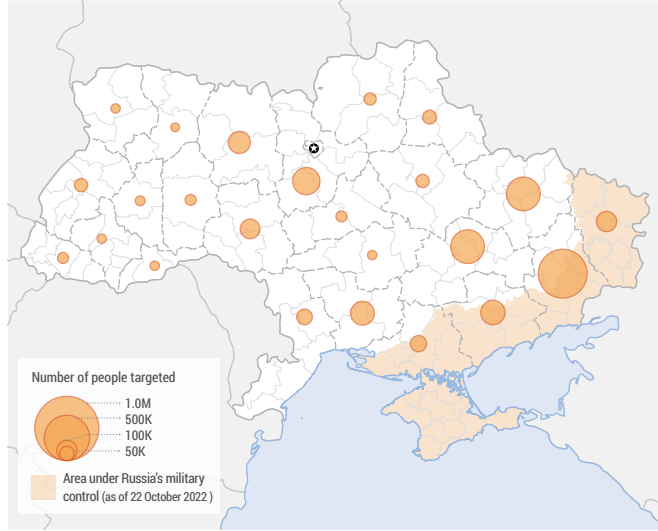 Number of people targeted
1.0M
500K
100K
50K
Area under Russia's military
control (as of 22 October 2022 )